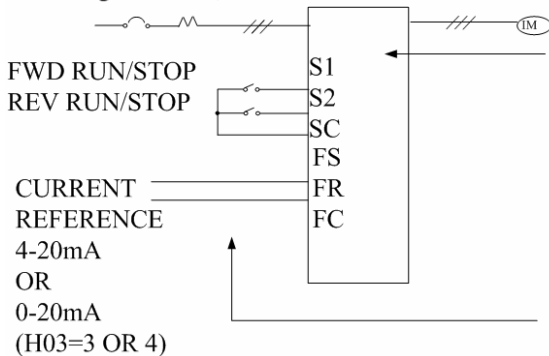 IM
FWD RUN/STOP
REV RUN/STOP
S1
S2
SC
FS
FR
FC
CURRENT
REFERENCE
4-20mA
OR
0-20mA
(H03=3 OR 4)